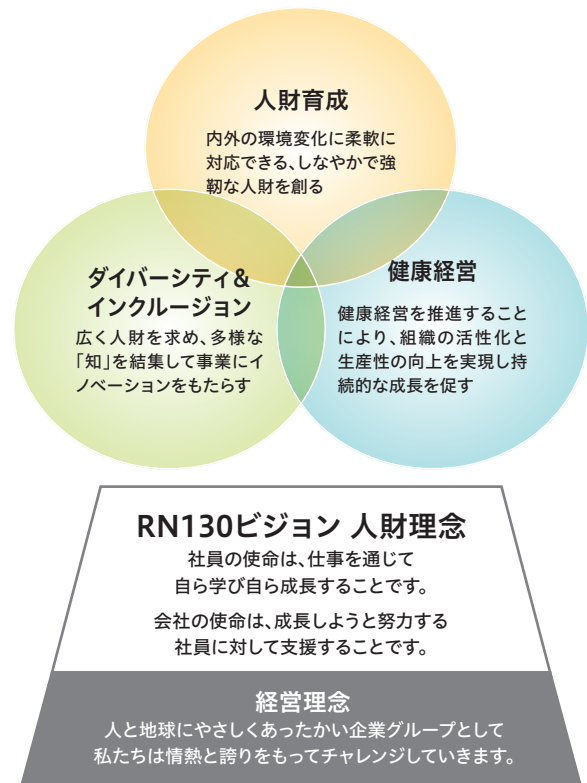 人財育成
内外の環境変化に柔軟に
対応できる、しなやかで強
靭な人財を創る
ダイバーシティ&
インクルージョン
広く人財を求め、多様な
「知」を結集して事業にイ
ノベーションをもたらす
健康経営
健康経営を推進すること
により、組織の活性化と
生産性の向上を実現し持
続的な成長を促す
RN130ビジョン 人財理念
社員の使命は、仕事を通じて
自ら学び自ら成長することです。
会社の使命は、成長しようと努力する
社員に対して支援することです。
経営理念
人と地球にやさしくあったかい企業グループとして
私たちは情熱と誇りをもってチャレンジしていきます。